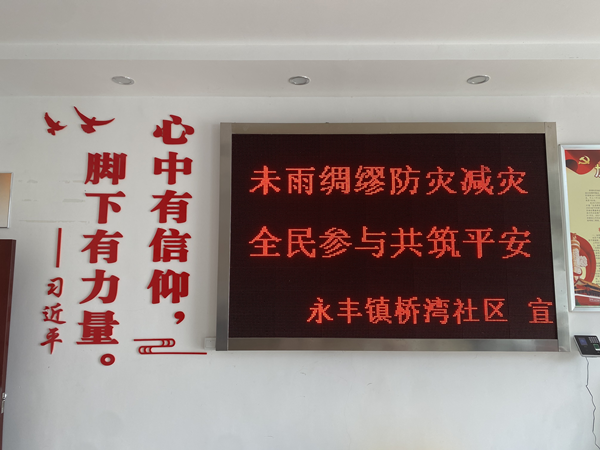 心中有信仰，
脚下有力量。
——习近平
未雨绸缪防灾减灾
全民参与共筑平安
永丰镇桥湾社区 宣